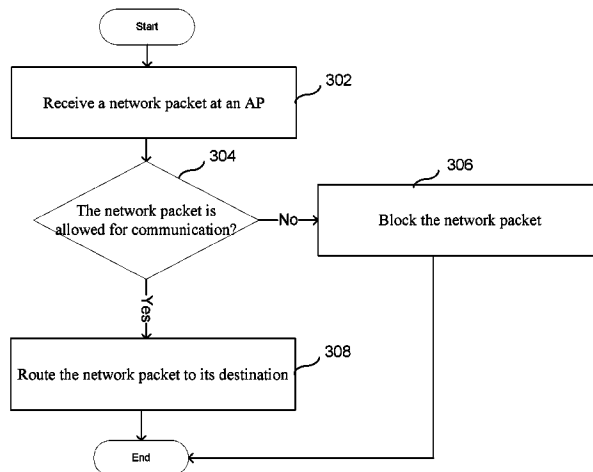 Start
Receive a network packet at an AP
302
304
The network packet is
allowed for communication?
No
306
Block the network packet
Yes
Route the network packet to its destination
308
End